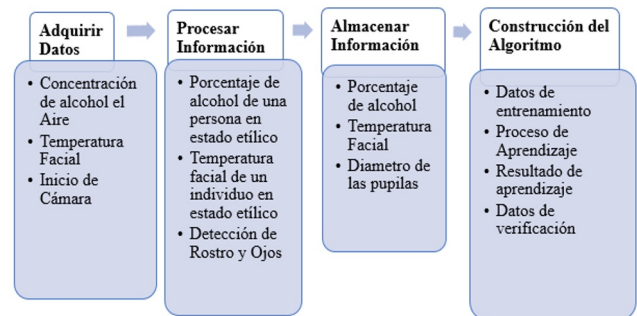 Adquirir
Datos
• Concentración
de alcohol el
Aire
• Temperatura
Facial
• Inicio de
Cámara
Procesar
Información
• Porcentaje de
alcohol de una
persona en
estado etílico
• Temperatura
facial de un
individuo en
estado etílico
• Detección de
Rostro y Ojos
Almacenar
Información
• Porcentaje
de alcohol
• Temperatura
Facial
• Diametro de
las pupilas
Construcción del
Algoritmo
• Datos de
entrenamiento
• Proceso de
Aprendizaje
• Resultado de
aprendizaje
• Datos de
verificación